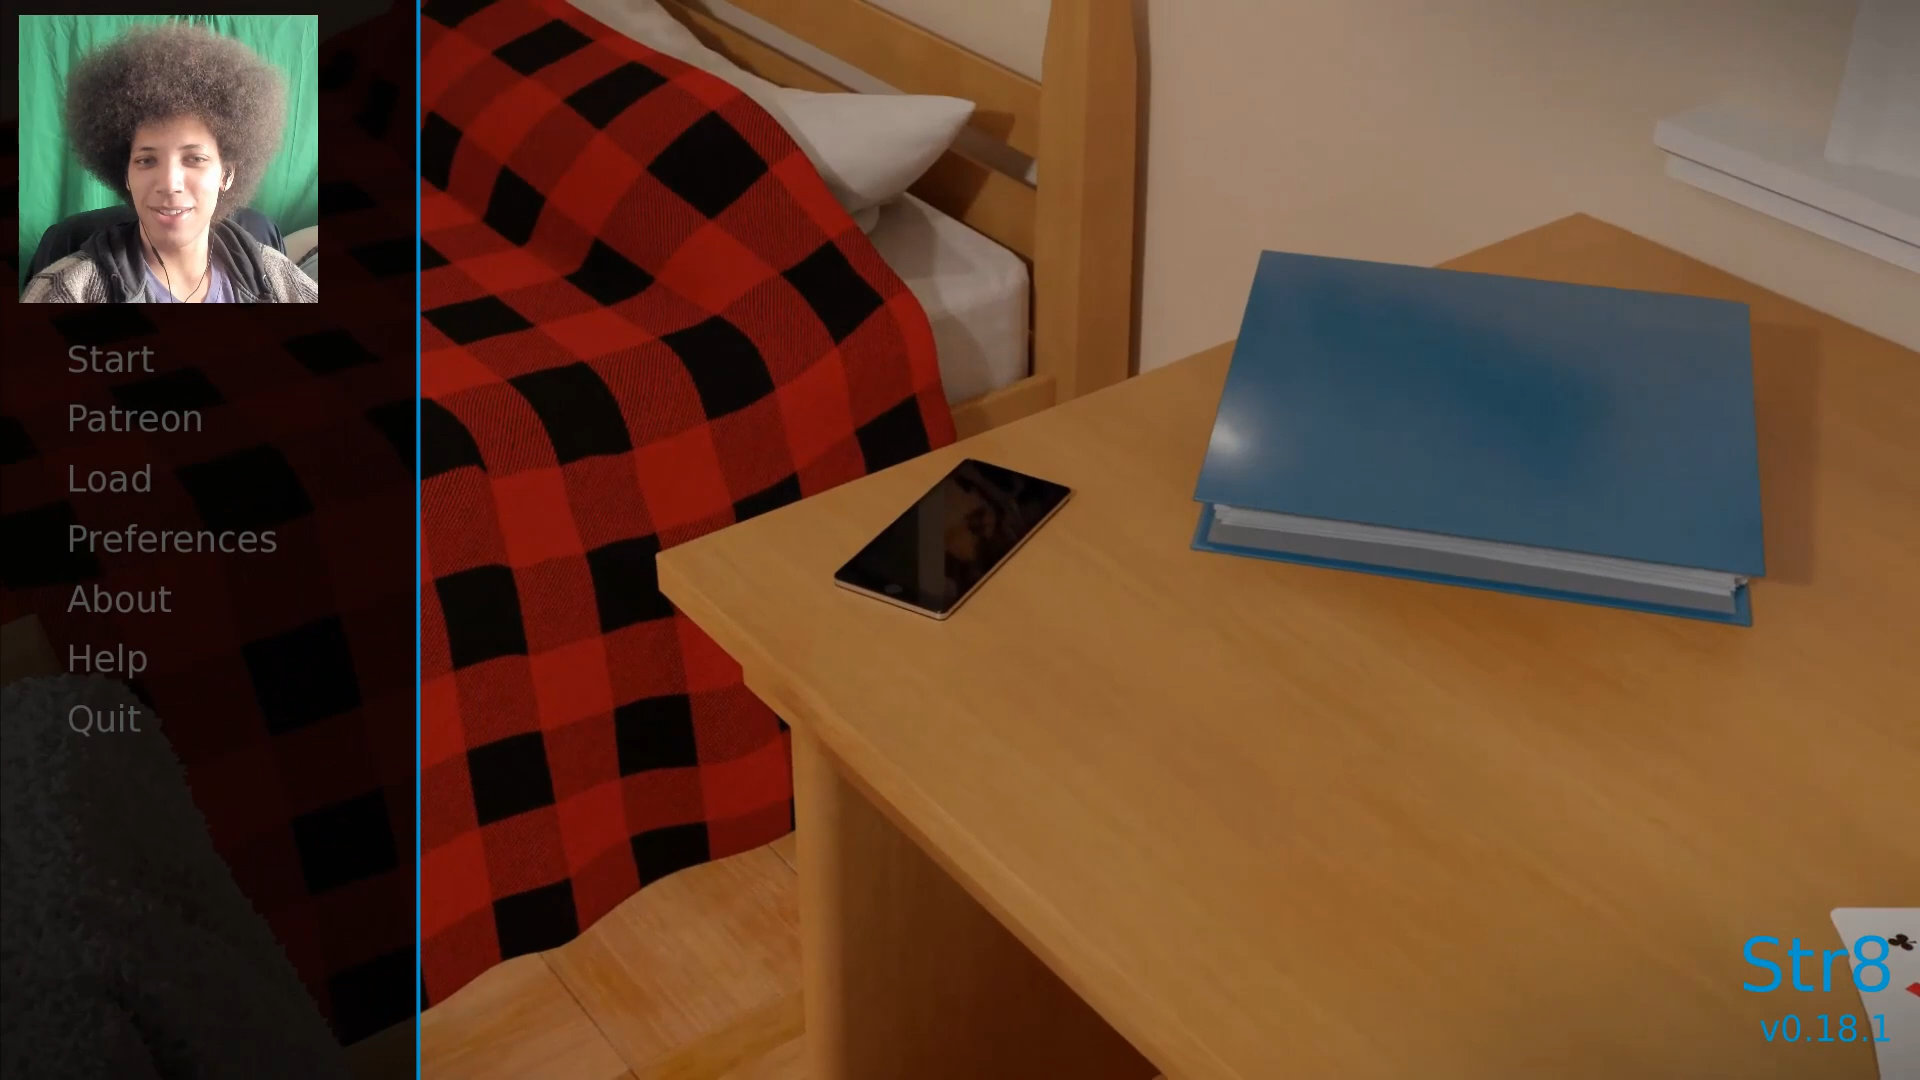 Start
Patreon
Load
Preferences
About
Help
Quit
Str8
v0.18.1